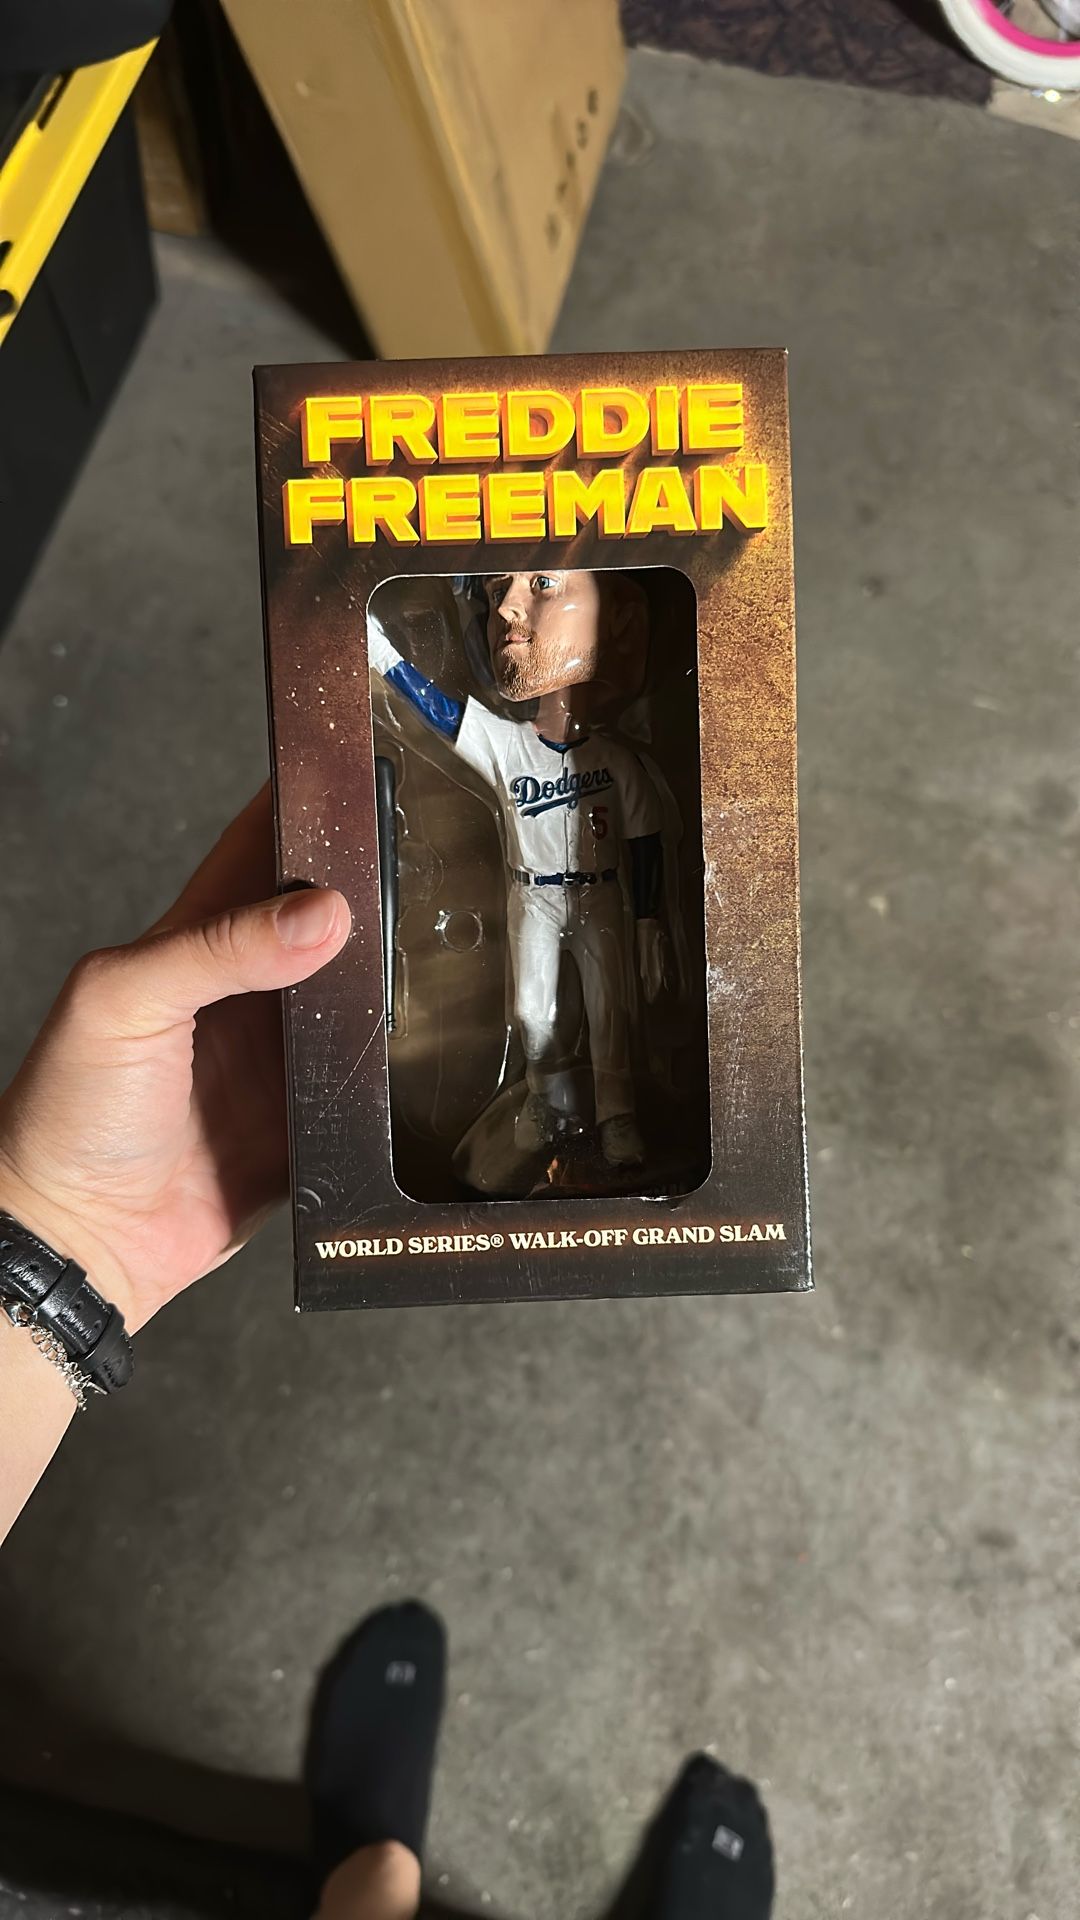 FREDDIE
FREEMAN
Dodgers
5
WORLD SERIES® WALK-OFF GRAND SLAM